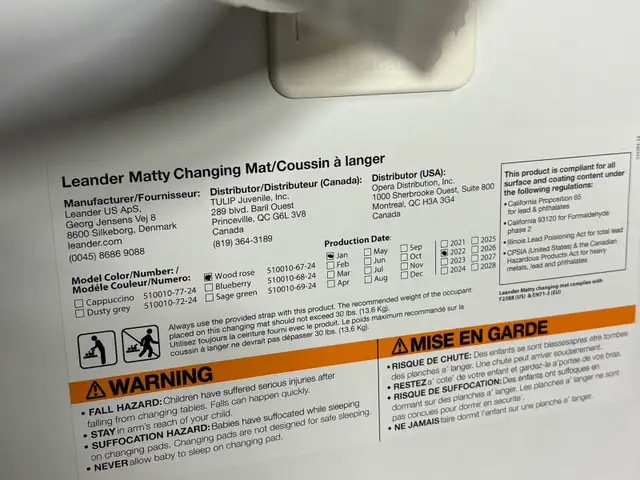 Leander Matty Changing Mat/Coussin à langer
Manufacturer/Fournisseur:
Leander US ApS,
Georg Jensens Vej 8
8600 Silkeborg, Denmark
leander.com
(0045) 8686 9088
Distributor/Distributeur (Canada):
TULIP Juvenile, Inc.
289 blvd. Baril Ouest
Princeville, QC G6L 3V8
Canada
(819) 364-3189
Distributor (USA):
Opera Distribution, Inc.
1000 Sherbrooke Ouest, Suite 800
Montreal, QC H3A 3G4
Canada
This product is compliant for all
surface and coating content under
the following regulations:
• California Proposition 65
for lead & phthalates
• California 93120 for Formaldehyde
phase 2
• Illinois Lead Poisioning Act for total lead
• CPSIA (United States) & the Canadian
Hazardous Products Act for heavy
metals, lead and phthalates
Model Color/Number: /
Modéle Couleur/Numero:
Cappuccino 510010-77-24
Dusty grey 510010-72-24
Wood rose 510010-67-24
Blueberry 510010-68-24
Sage green 510010-69-24
Production Date
Jan May Sep
Feb Jun Oct
Mar Jul Nov
Apr Aug Dec
2021 2025
2022 2026
2023 2027
2024 2028
Leander Matty changing mat complies with
F2388 (US) & EN71-3 (EU)
Always use the provided strap with this product. The recommended weight of the occupant
placed on this changing mat should not exceed 30 lbs. (13,6 Kg).
Utilisez toujours la ceinture fourni avec le produit. Le poids maximum recommandé sur la
coussin à langer ne devrait pas dépasser 30 lbs. (13,6 Kg).
WARNING
• FALL HAZARD: Children have suffered serious injuries after
falling from changing tables. Falls can happen quickly.
• STAY in arm's reach of your child.
• SUFFOCATION HAZARD: Babies have suffocated while sleeping
on changing pads. Changing pads are not designed for safe sleeping.
• NEVER allow baby to sleep on changing pad.
MISE EN GARDE
• RISQUE DE CHUTE: Des enfants se sont blessesapres etre tombes
des planches a' langer. Une chute peut arriver soudainement.
• RESTEZ a' cote' de votre enfant et gardez-le a'portee de vos bras.
• RISQUE DE SUFFOCATION: Des enfants ont suffoques en
dormant sur des planches a' langer. Les planches a' langer ne sont
pas concues pour dormir en securite'.
• NE JAMAIS faire dormir l'enfant sur une planche a' langer.